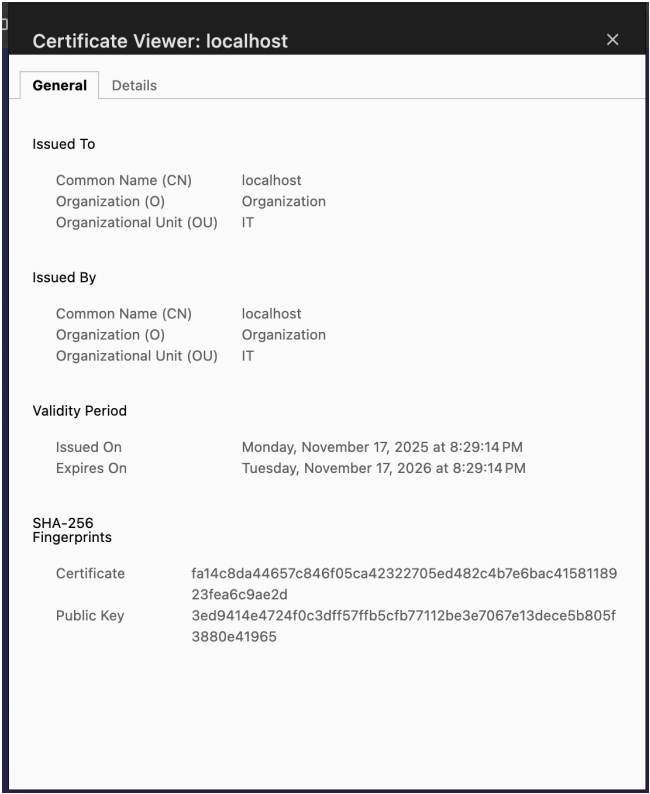 Certificate Viewer: localhost
General Details
Issued To
Common Name (CN) localhost
Organization (O) Organization
Organizational Unit (OU) IT
Issued By
Common Name (CN) localhost
Organization (O) Organization
Organizational Unit (OU) IT
Validity Period
Issued On Monday, November 17, 2025 at 8:29:14 PM
Expires On Tuesday, November 17, 2026 at 8:29:14 PM
SHA-256
Fingerprints
Certificate fa14c8da44657c846f05ca42322705ed482c4b7e6bac41581189
23fea6c9ae2d
Public Key 3ed9414e4724f0c3dff57ffb5cfb77112be3e7067e13dece5b805f
3880e41965